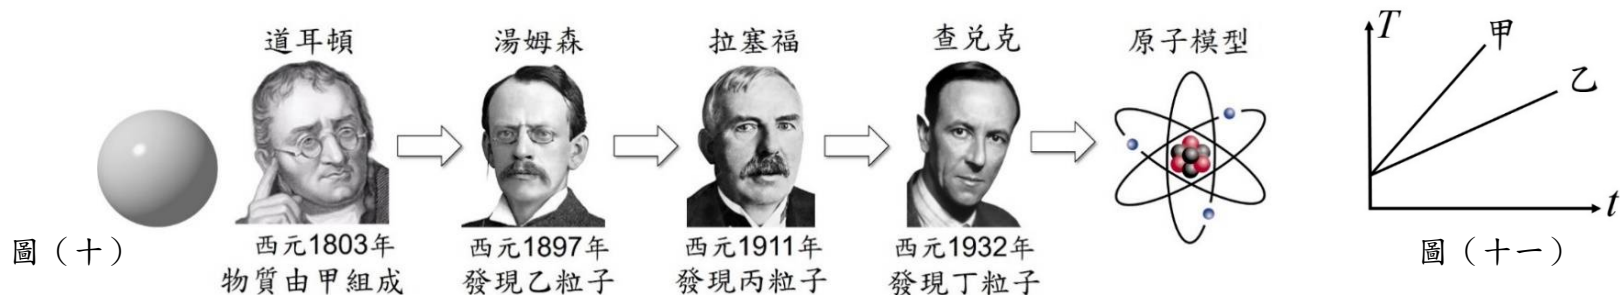 道耳頓
湯姆森
拉塞福
查兌克
原子模型
T
甲
乙
t
圖（十）
西元1803年
物質由甲組成
西元1897年
發現乙粒子
西元1911年
發現丙粒子
西元1932年
發現丁粒子
圖（十一）